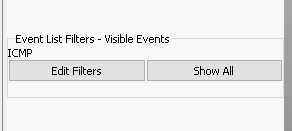 Event List Filters - Visible Events
ICMP
Edit Filters
Show All